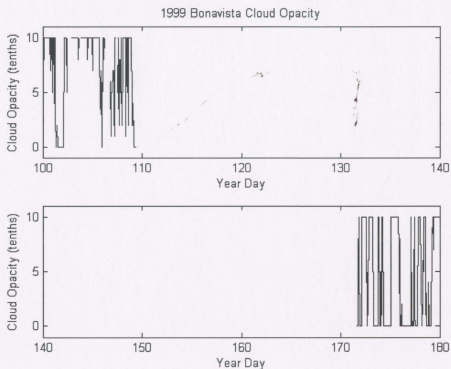 1999 Bonavista Cloud Opacity
Cloud Opacity (tenths)
10
5
0
100 110 120 130 140
Year Day
Cloud Opacity (tenths)
10
5
0
140 150 160 170 180
Year Day